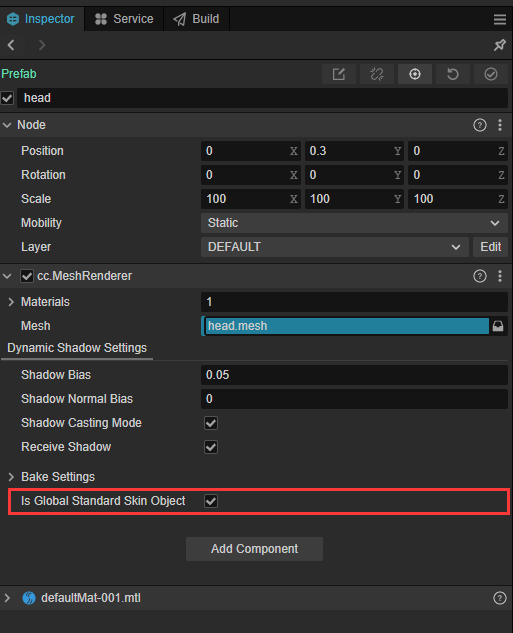 Inspector Service Build
Prefab
head
Node
Position 0 X 0.3 Y 0 Z
Rotation 0 X 0 Y 0 Z
Scale 100 X 100 Y 100 Z
Mobility Static
Layer DEFAULT Edit
cc.MeshRenderer
Materials 1
Mesh head.mesh
Dynamic Shadow Settings
Shadow Bias 0.05
Shadow Normal Bias 0
Shadow Casting Mode
Receive Shadow
Bake Settings
Is Global Standard Skin Object
Add Component
defaultMat-001.mtl